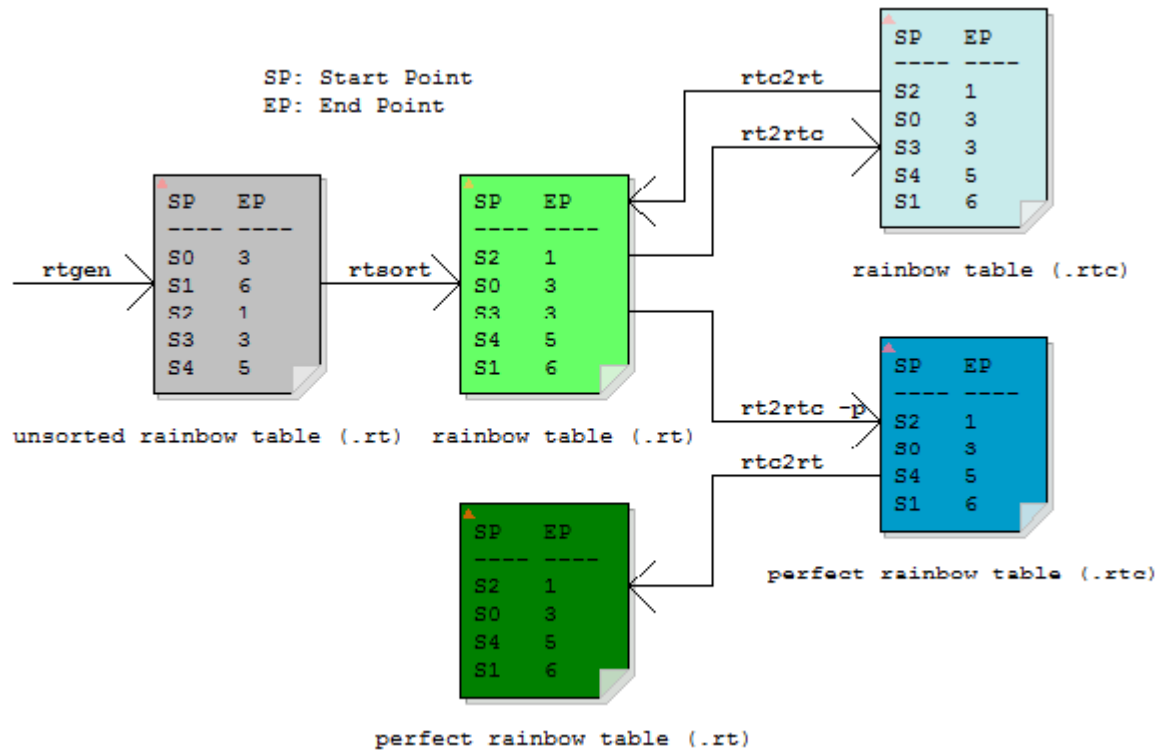 SP: Start Point
EP: End Point
rtgen
SP EP
---- ----
S0 3
S1 6
S2 1
S3 3
S4 5
unsorted rainbow table (.rt)
rtsort
SP EP
---- ----
S2 1
S0 3
S3 3
S4 5
S1 6
rainbow table (.rt)
rtc2rt
rt2rtc
SP EP
---- ----
S2 1
S0 3
S3 3
S4 5
S1 6
rainbow table (.rtc)
rt2rtc -p
SP EP
---- ----
S2 1
S0 3
S4 5
S1 6
perfect rainbow table (.rtc)
rtc2rt
SP EP
---- ----
S2 1
S0 3
S4 5
S1 6
perfect rainbow table (.rt)